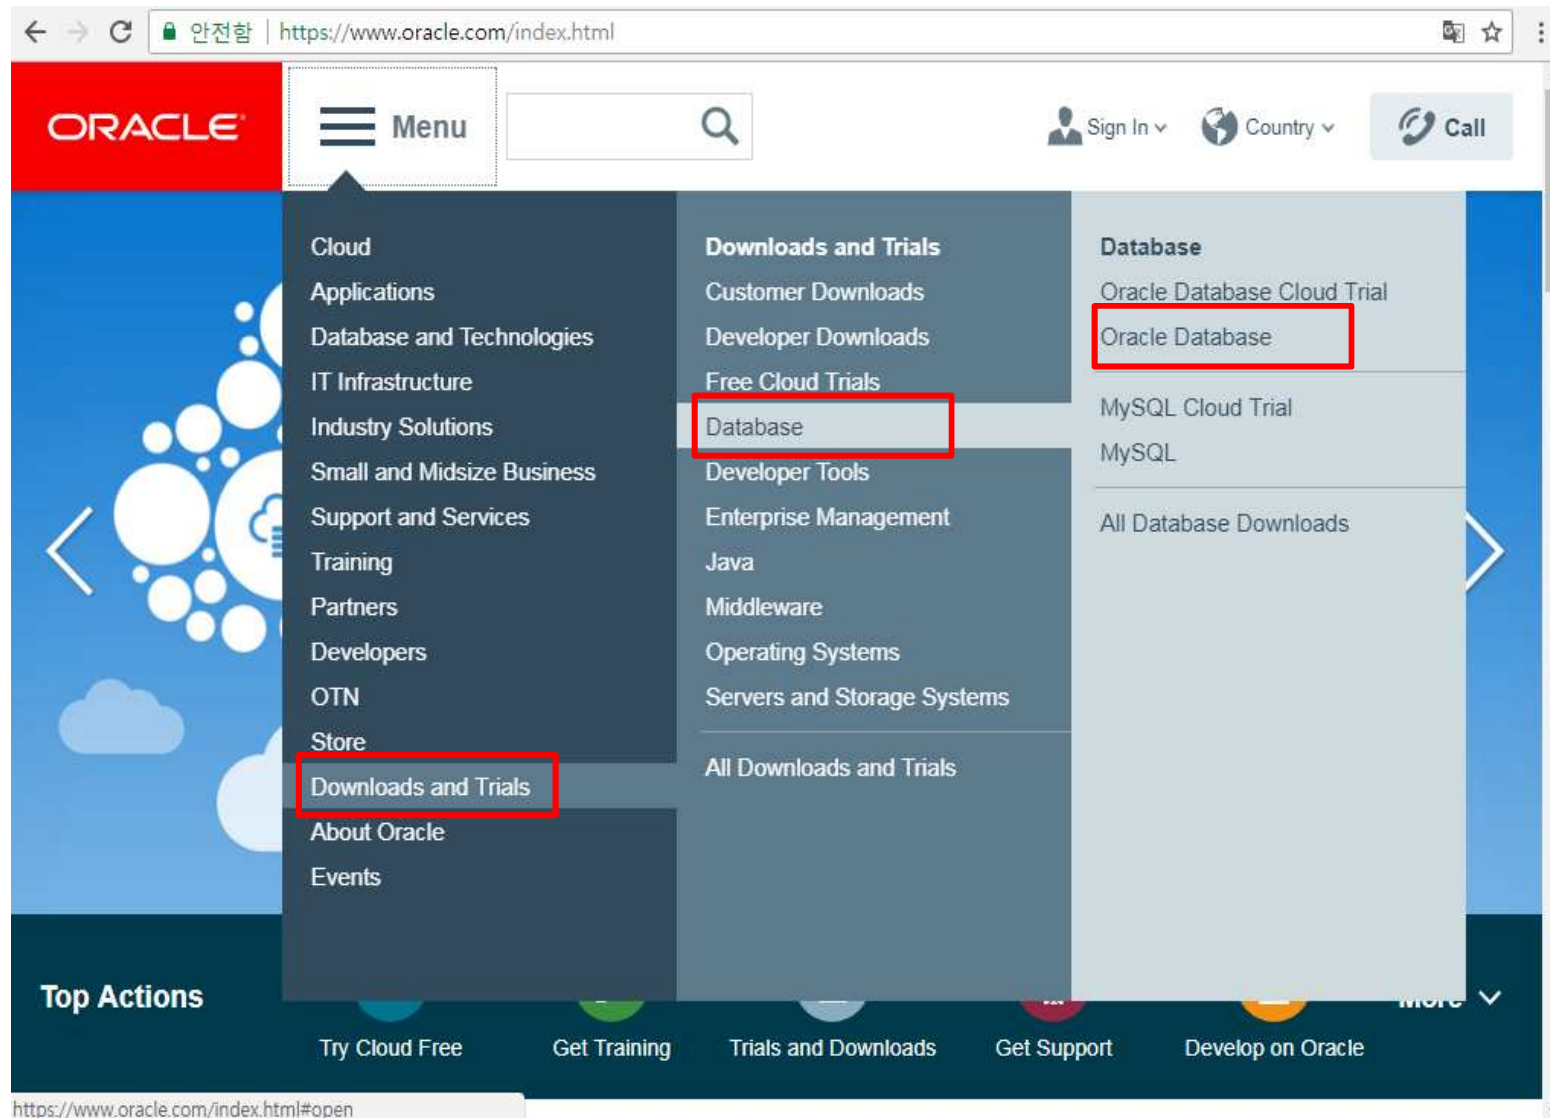 안전함 | https://www.oracle.com/index.html
ORACLE
Menu
Sign In
Country
Call
Cloud
Applications
Database and Technologies
IT Infrastructure
Industry Solutions
Small and Midsize Business
Support and Services
Training
Partners
Developers
OTN
Store
Downloads and Trials
About Oracle
Events
Downloads and Trials
Customer Downloads
Developer Downloads
Free Cloud Trials
Database
Developer Tools
Enterprise Management
Java
Middleware
Operating Systems
Servers and Storage Systems
All Downloads and Trials
Database
Oracle Database Cloud Trial
Oracle Database
MySQL Cloud Trial
MySQL
All Database Downloads
Top Actions
More
Try Cloud Free
Get Training
Trials and Downloads
Get Support
Develop on Oracle
https://www.oracle.com/index.html#open